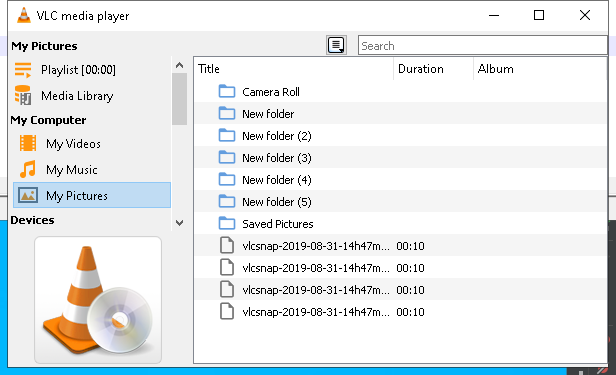 VLC media player
My Pictures
Search
Playlist [00:00]
Media Library
My Computer
My Videos
My Music
My Pictures
Devices
Title Duration Album
Camera Roll
New folder
New folder (2)
New folder (3)
New folder (4)
New folder (5)
Saved Pictures
vlcsnap-2019-08-31-14h47m... 00:10
vlcsnap-2019-08-31-14h47m... 00:10
vlcsnap-2019-08-31-14h47m... 00:10
vlcsnap-2019-08-31-14h47m... 00:10